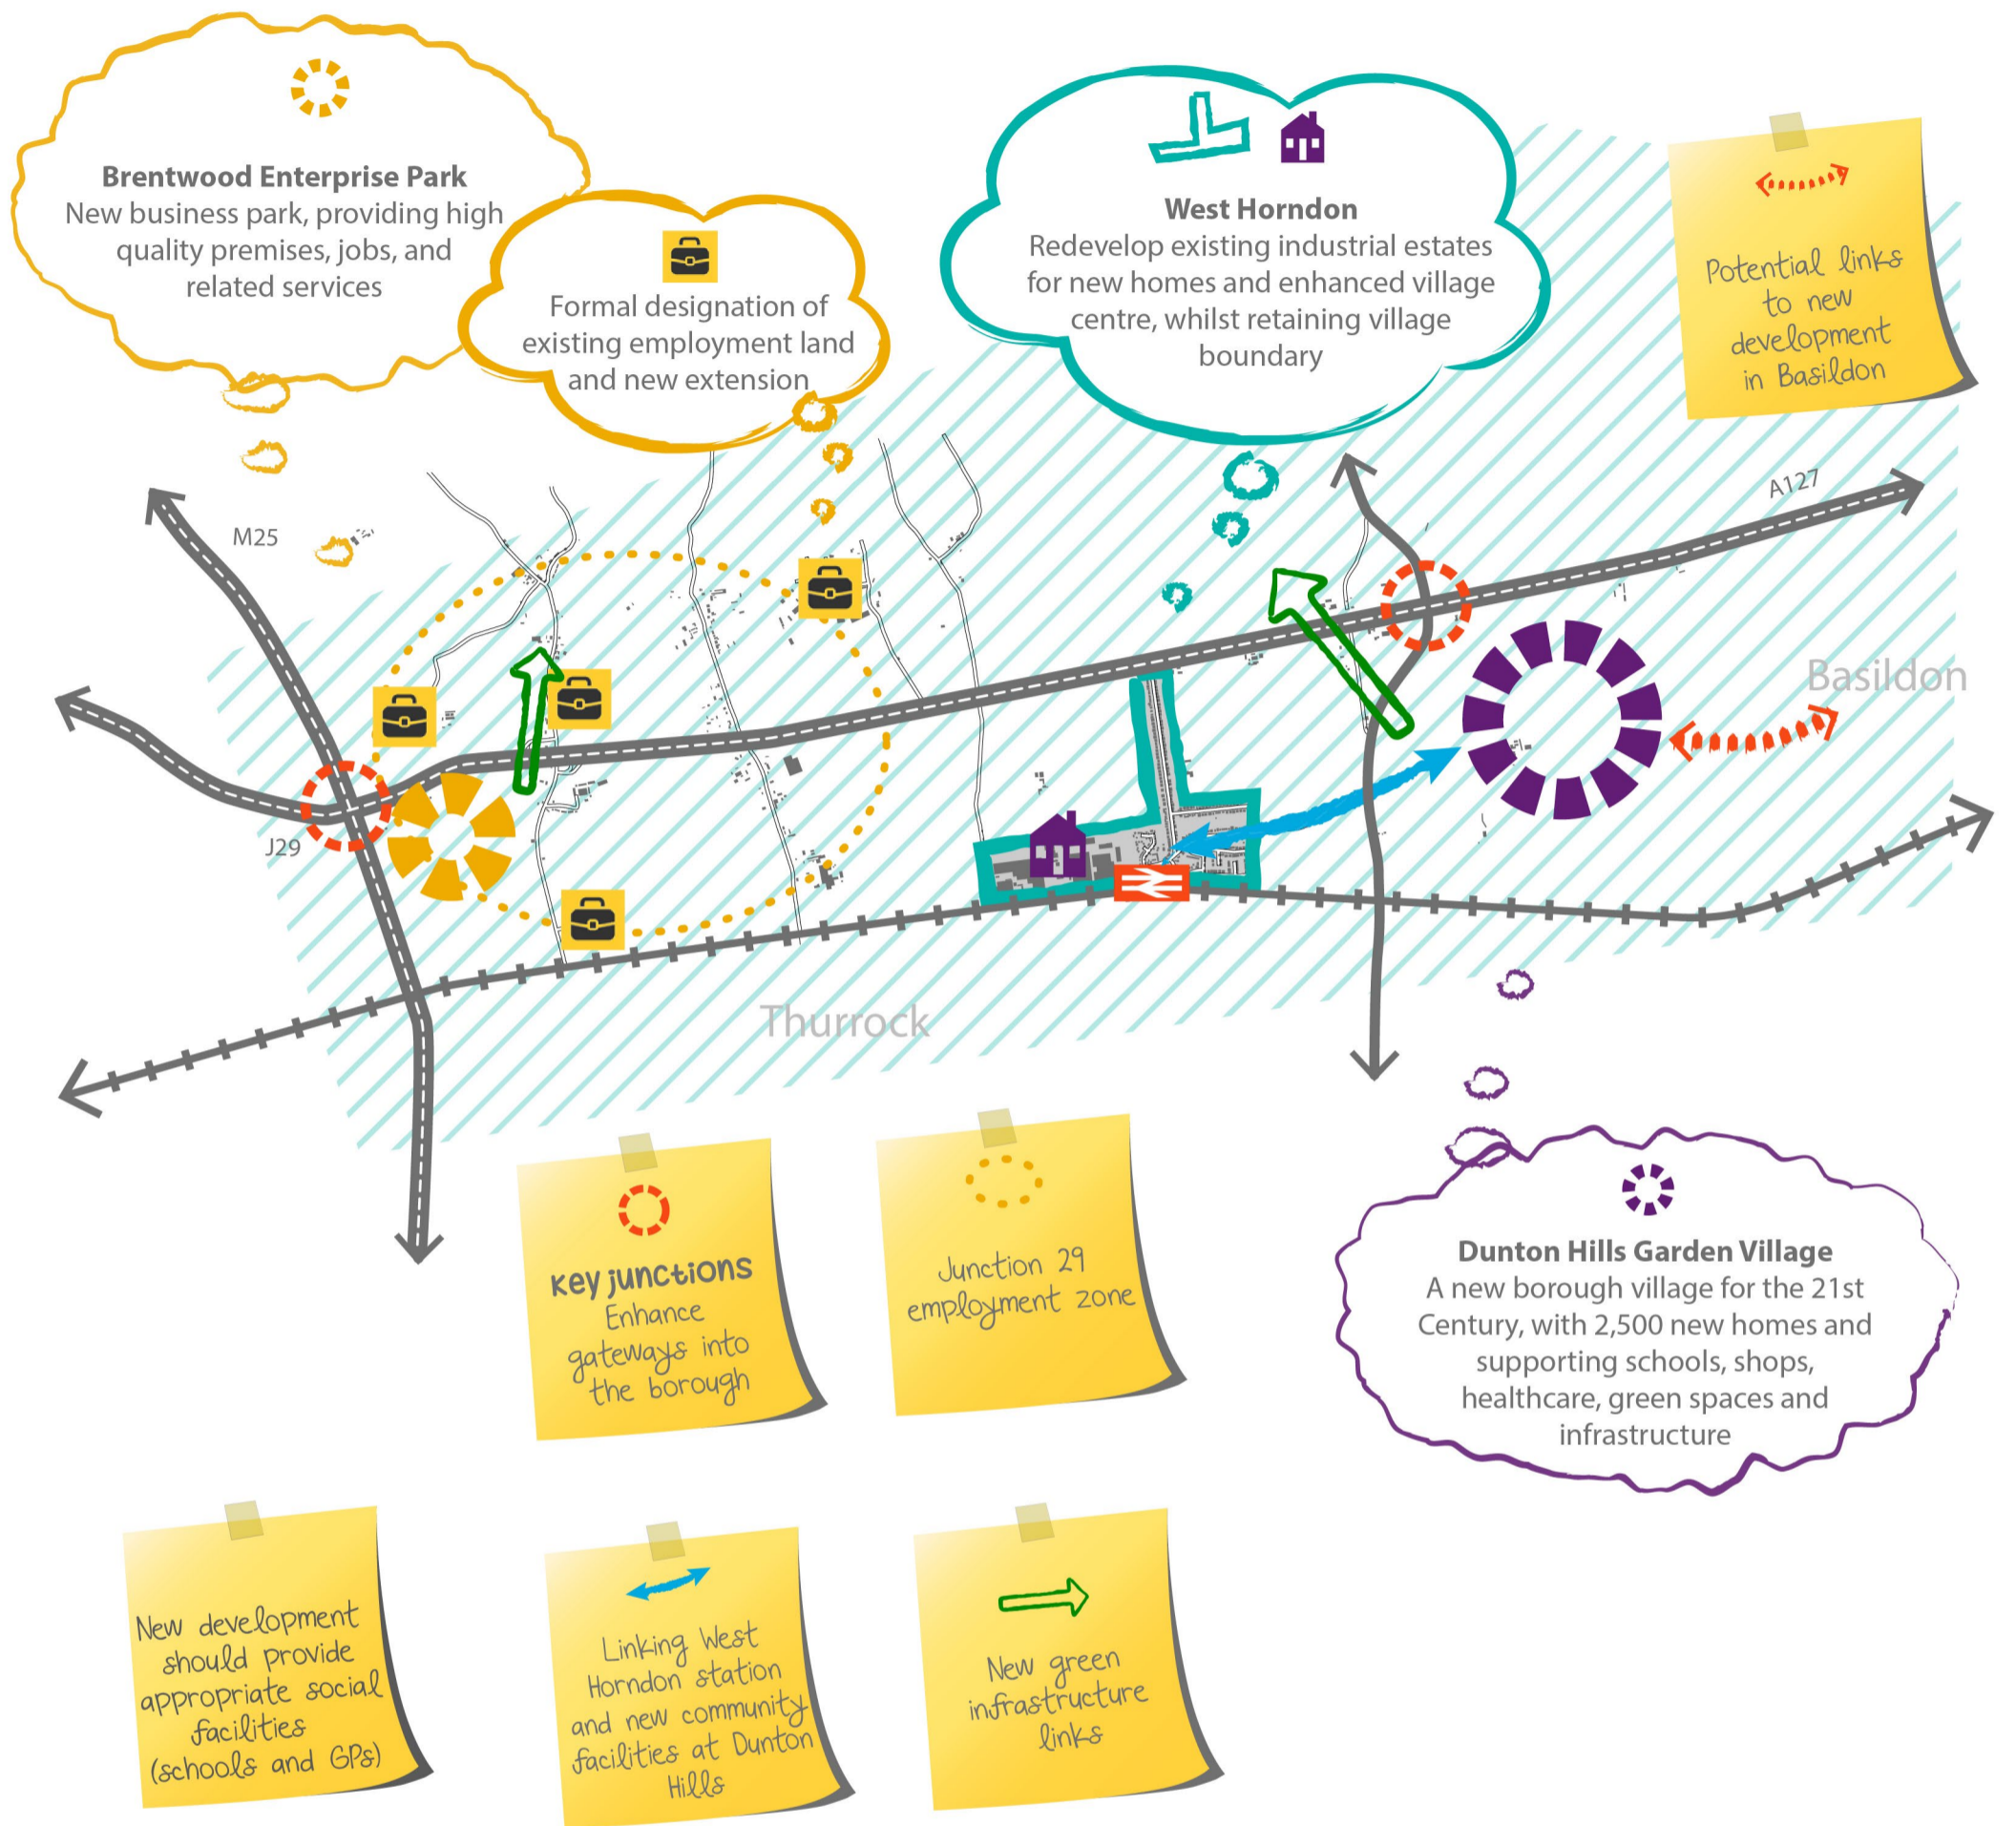 Brentwood Enterprise Park
New business park, providing high
quality premises, jobs, and
related services
Formal designation of
existing employment land
and new extension
West Horndon
Redevelop existing industrial estates
for new homes and enhanced village
centre, whilst retaining village
boundary
Potential links
to new
development
in Basildon
M25
A127
Basildon
J29
Thurrock
Key junctions
Enhance
gateways into
the borough
Junction 29
employment zone
Dunton Hills Garden Village
A new borough village for the 21st
Century, with 2,500 new homes and
supporting schools, shops,
healthcare, green spaces and
infrastructure
New development
should provide
appropriate social
facilities
(schools and GPs)
Linking West
Horndon station
and new community
facilities at Dunton
Hills
New green
infrastructure
links